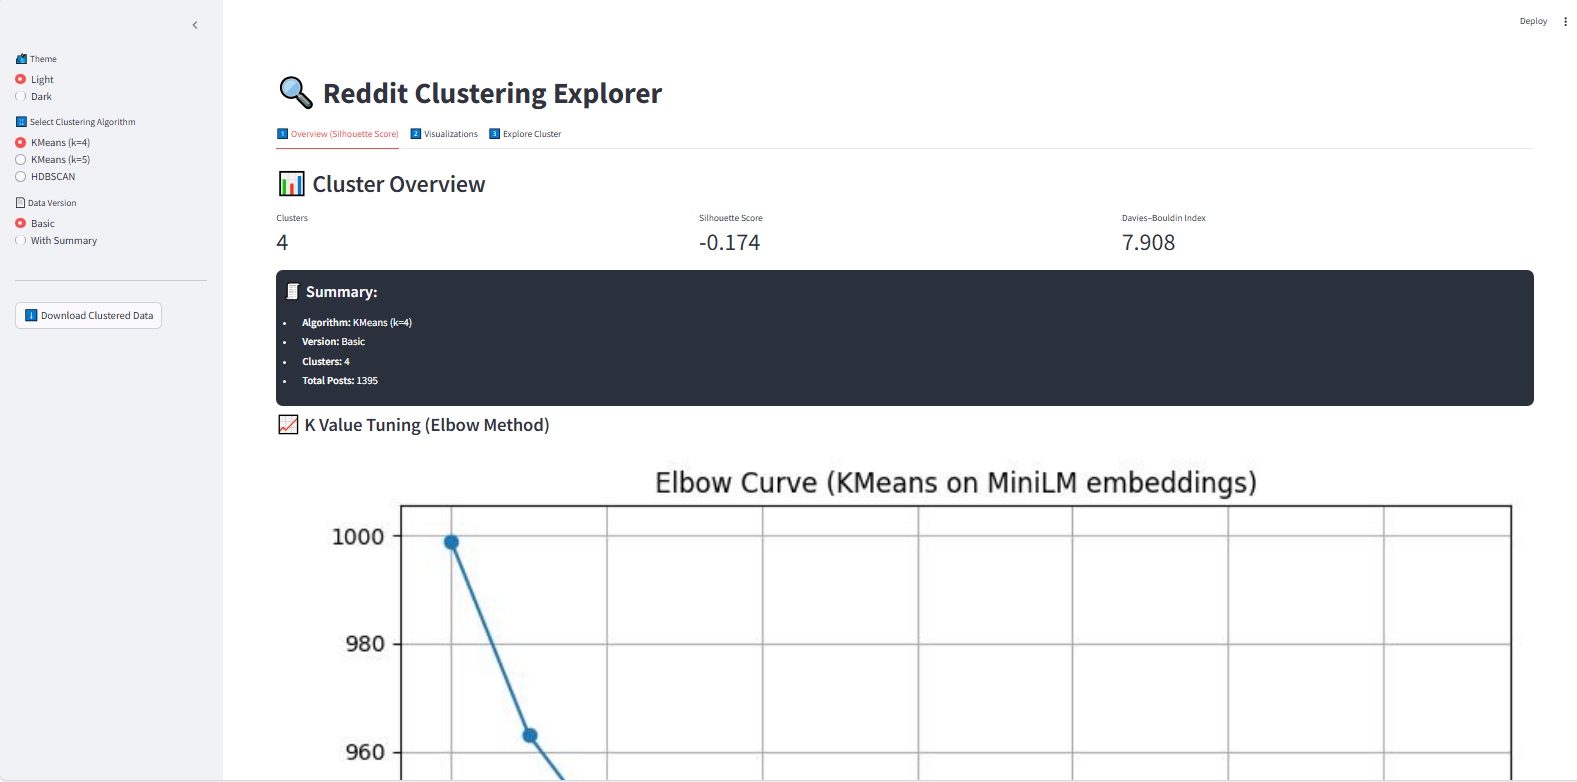 Deploy
Theme
Light
Dark
Select Clustering Algorithm
KMeans (k=4)
KMeans (k=5)
HDBSCAN
Data Version
Basic
With Summary
Download Clustered Data
Reddit Clustering Explorer
1 Overview (Silhouette Score) 2 Visualizations 3 Explore Cluster
Cluster Overview
Clusters Silhouette Score Davies–Bouldin Index
4 -0.174 7.908
Summary:
• Algorithm: KMeans (k=4)
• Version: Basic
• Clusters: 4
• Total Posts: 1395
K Value Tuning (Elbow Method)
Elbow Curve (KMeans on MiniLM embeddings)
1000
980
960